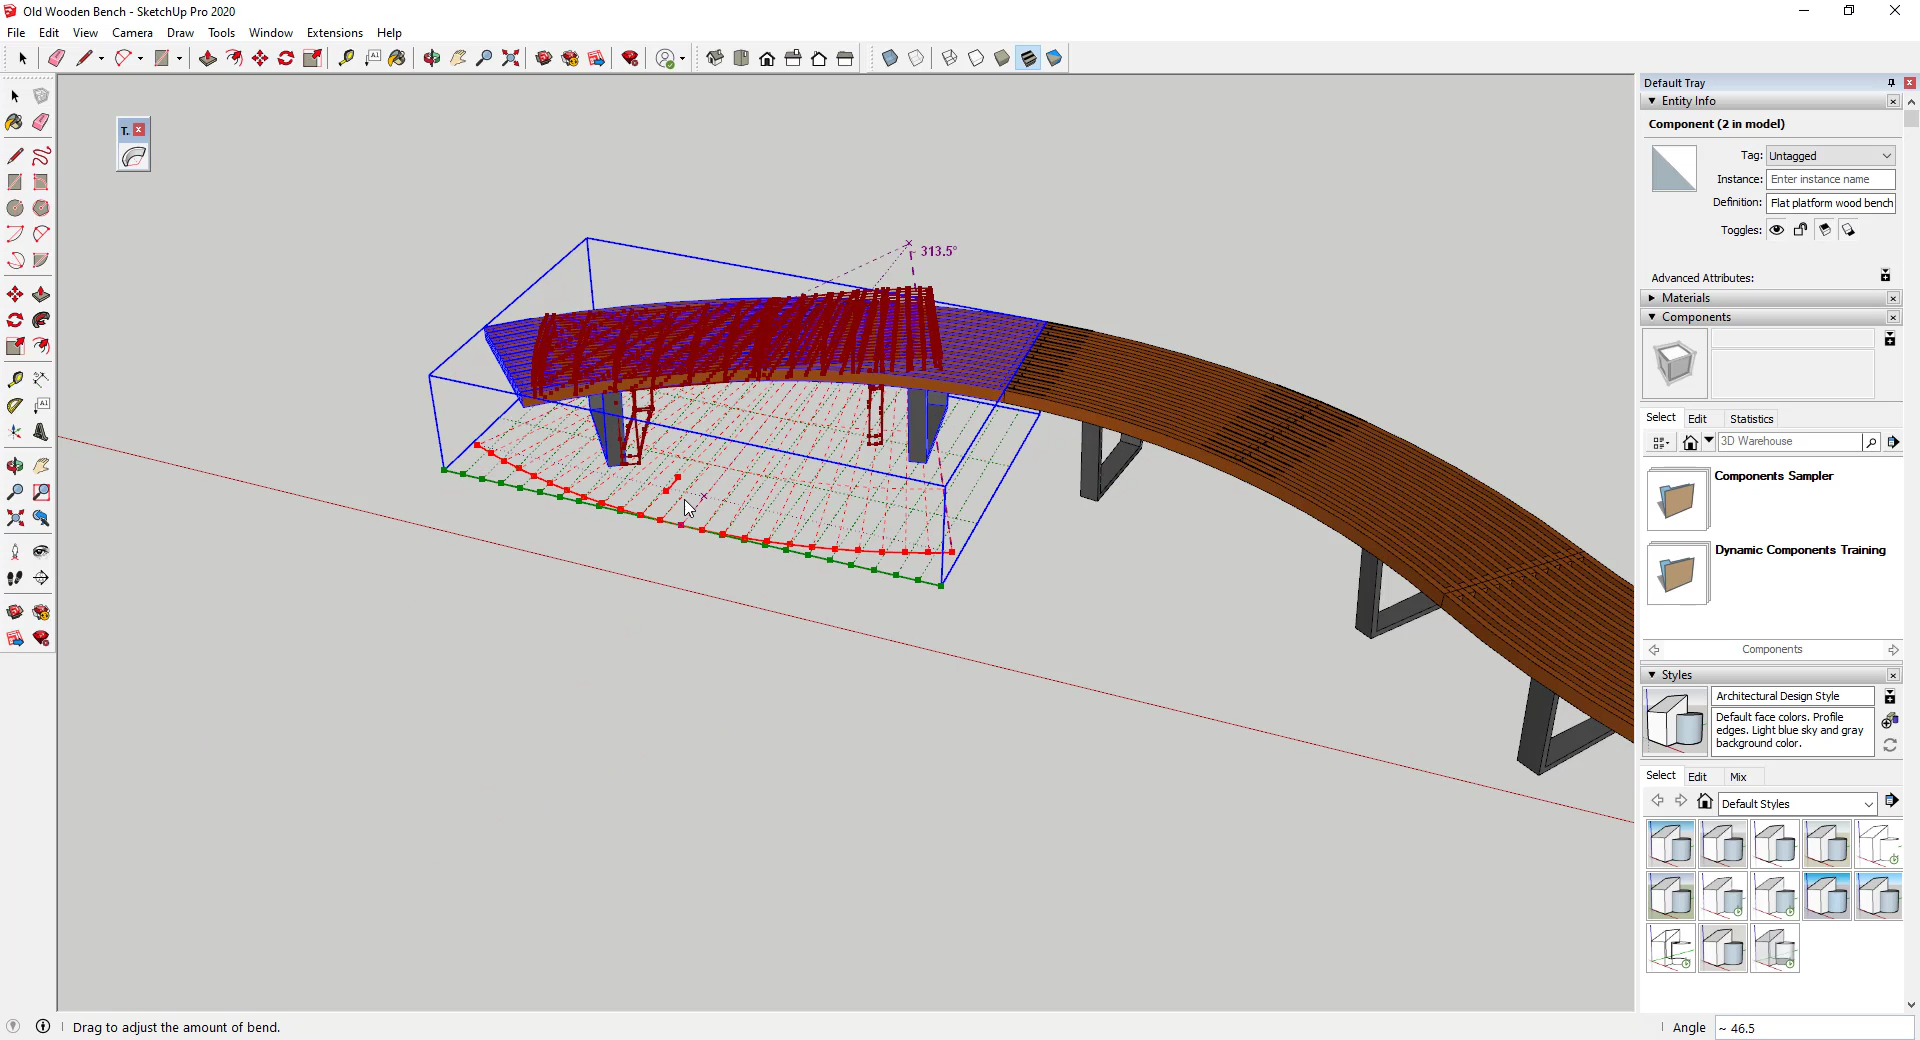 Old Wooden Bench - SketchUp Pro 2020
File Edit View Camera Draw Tools Window Extensions Help
Default Tray
Entity Info
Component (2 in model)
Tag: Untagged
Instance: Enter instance name
Definition: Flat platform wood bench
Toggles:
Advanced Attributes:
Materials
Components
Select Edit Statistics
3D Warehouse
Components Sampler
Dynamic Components Training
Components
Styles
Architectural Design Style
Default face colors. Profile
edges. Light blue sky and gray
background color.
Select Edit Mix
Default Styles
T.
313.5°
Drag to adjust the amount of bend.
Angle ~ 46.5